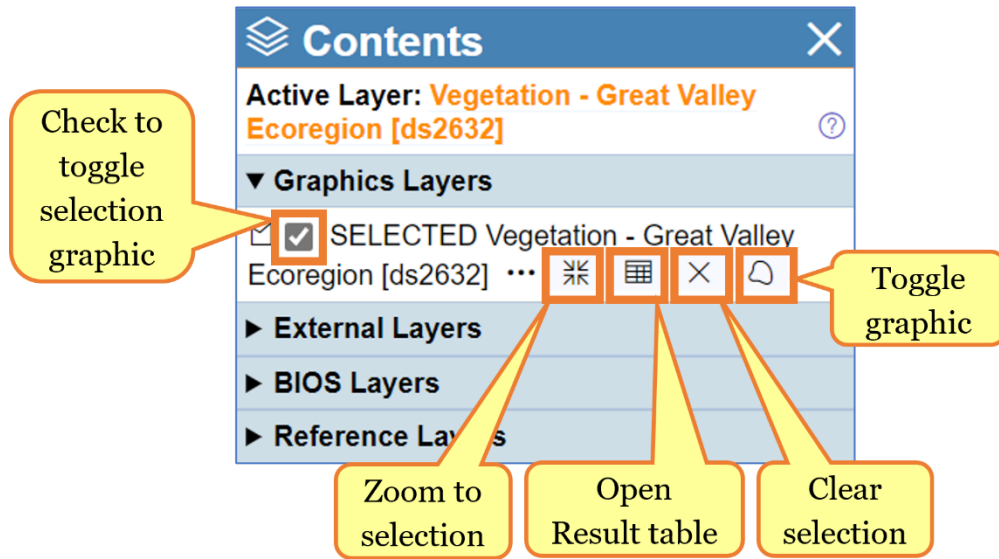 Contents
Active Layer: Vegetation - Great Valley
Ecoregion [ds2632]
?
Check to
toggle
selection
graphic
▼ Graphics Layers
SELECTED Vegetation - Great Valley
Ecoregion [ds2632] •••
Toggle
graphic
► External Layers
► BIOS Layers
► Reference
Zoom to
selection
Open
Result table
Clear
selection